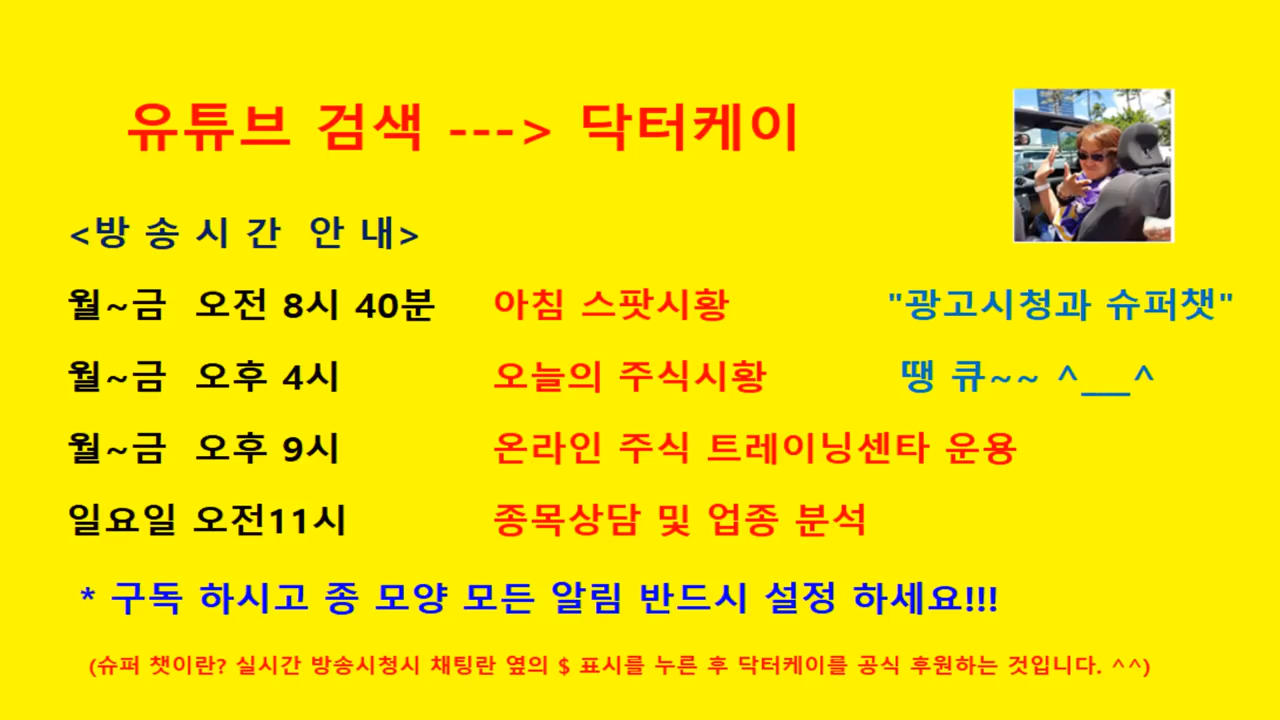 유튜브 검색 ---> 닥터케이
<방 송 시 간 안 내>
월~금 오전 8시 40분 아침 스팟시황 "광고시청과 슈퍼챗"
월~금 오후 4시 오늘의 주식시황 땡 큐~~ ^___^
월~금 오후 9시 온라인 주식 트레이닝센타 운용
일요일 오전11시 종목상담 및 업종 분석
* 구독 하시고 종 모양 모든 알림 반드시 설정 하세요!!!
(슈퍼 챗이란? 실시간 방송시청시 채팅란 옆의 $ 표시를 누른 후 닥터케이를 공식 후원하는 것입니다. ^^)